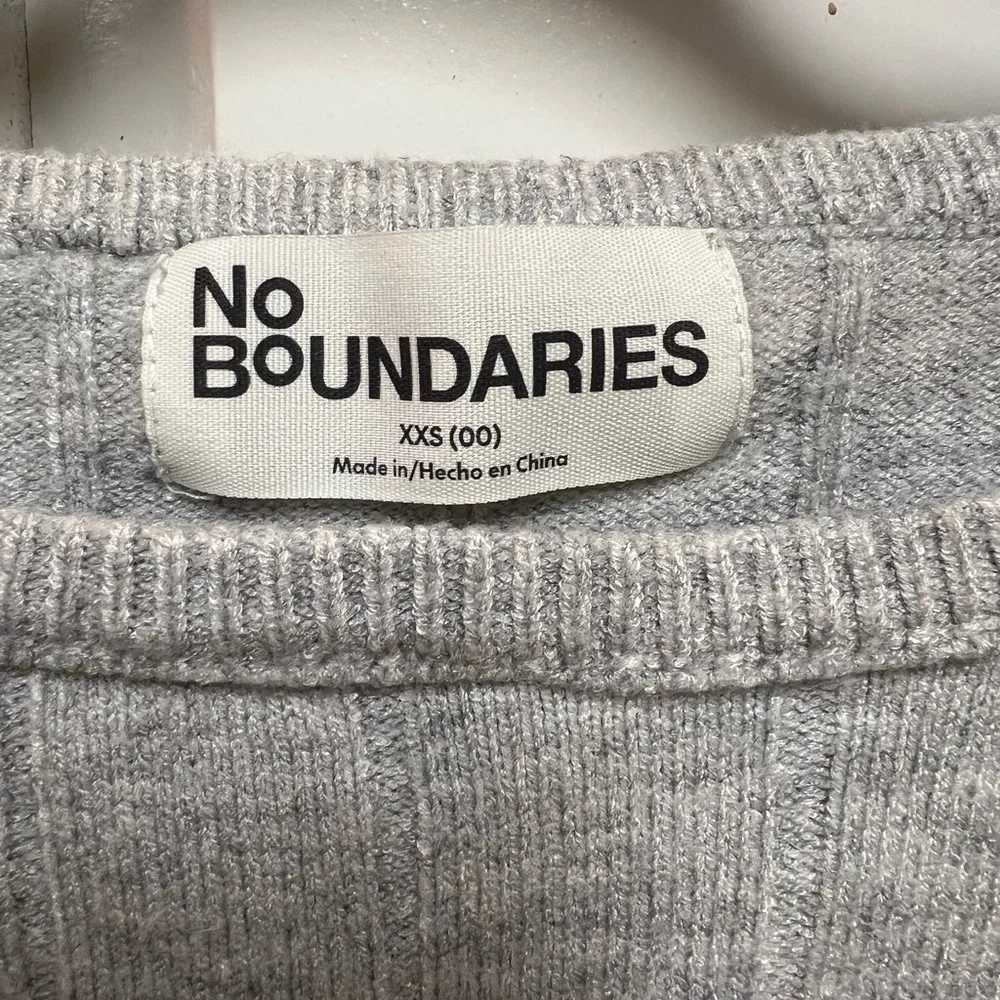 No
BoUNDARIES
XXS (00)
Made in/Hecho en China